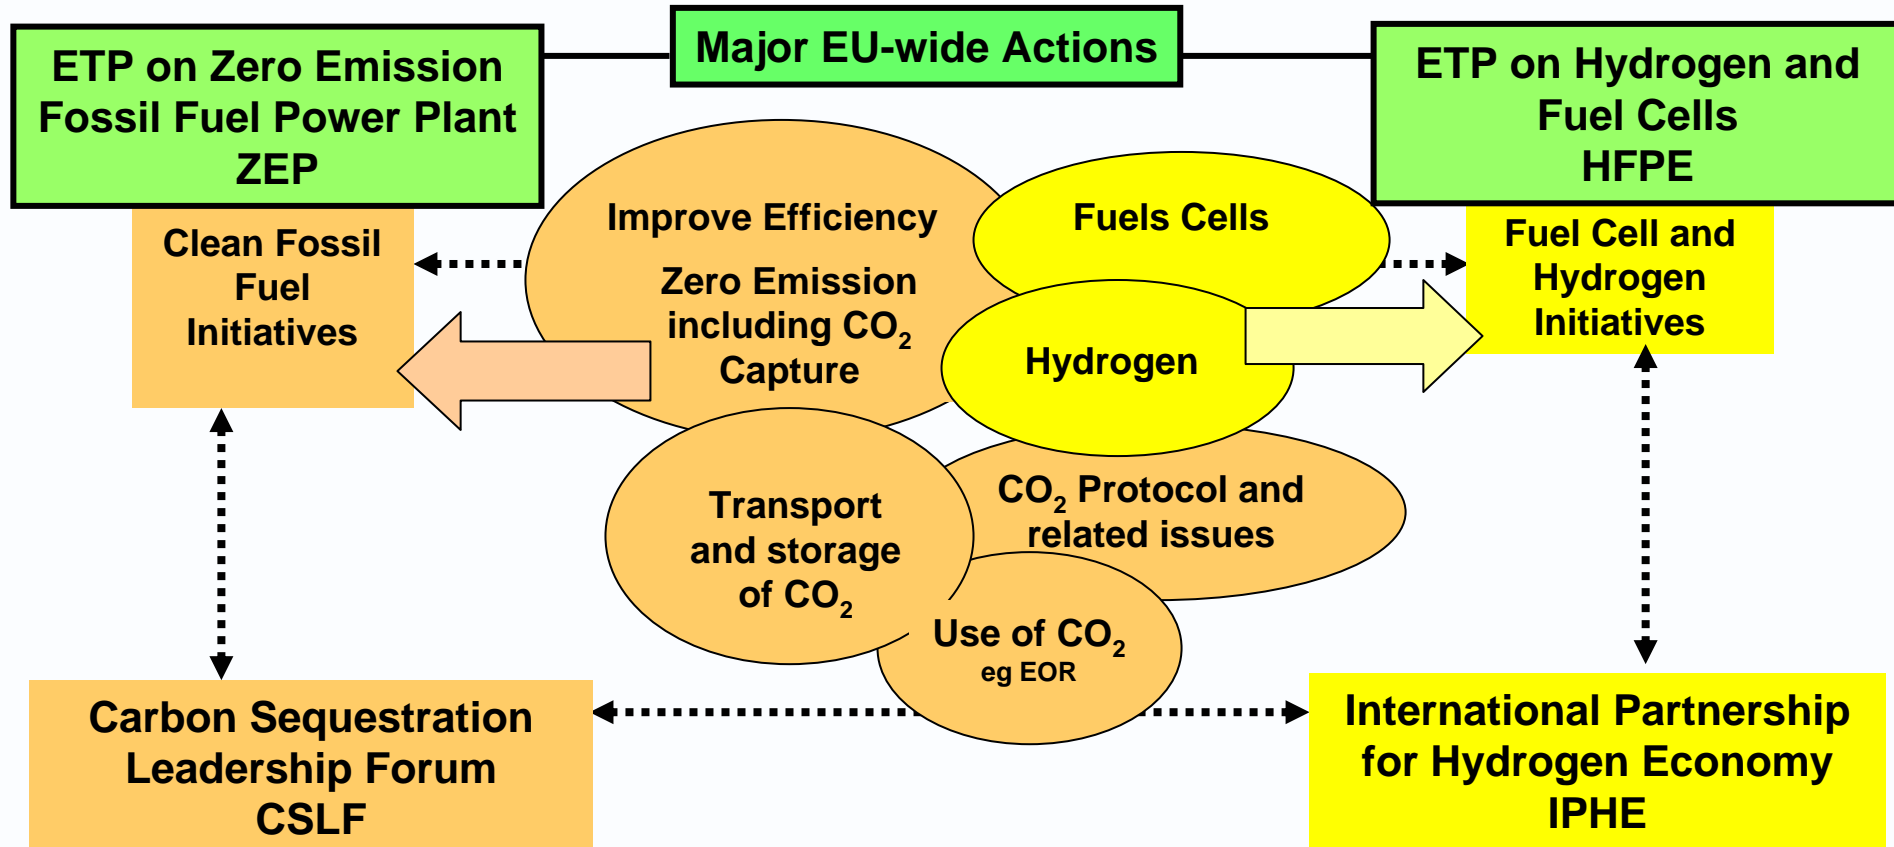 Major EU-wide Actions
ETP on Zero Emission
Fossil Fuel Power Plant
ZEP
ETP on Hydrogen and
Fuel Cells
HFPE
Clean Fossil
Fuel
Initiatives
Improve Efficiency
Zero Emission
including CO₂
Capture
Fuels Cells
Hydrogen
Fuel Cell and
Hydrogen
Initiatives
Transport
and storage
of CO₂
CO₂ Protocol and
related issues
Use of CO₂
eg EOR
Carbon Sequestration
Leadership Forum
CSLF
International Partnership
for Hydrogen Economy
IPHE